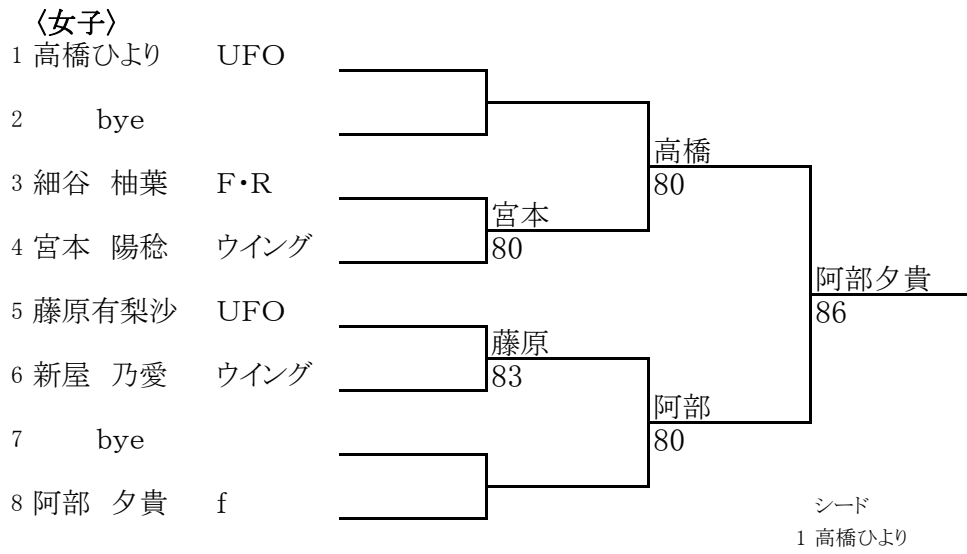 〈女子〉
1 高橋ひより UFO
2 bye
3 細谷 柚葉 F・R
4 宮本 陽稔 ウイング
5 藤原有梨沙 UFO
6 新屋 乃愛 ウイング
7 bye
8 阿部 夕貴 f
宮本
80
藤原
83
高橋
80
阿部
80
阿部夕貴
86
シード
1 高橋ひより